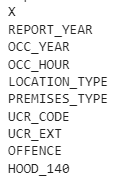 X
REPORT_YEAR
OCC_YEAR
OCC_HOUR
LOCATION_TYPE
PREMISES_TYPE
UCR_CODE
UCR_EXT
OFFENCE
HOOD_140